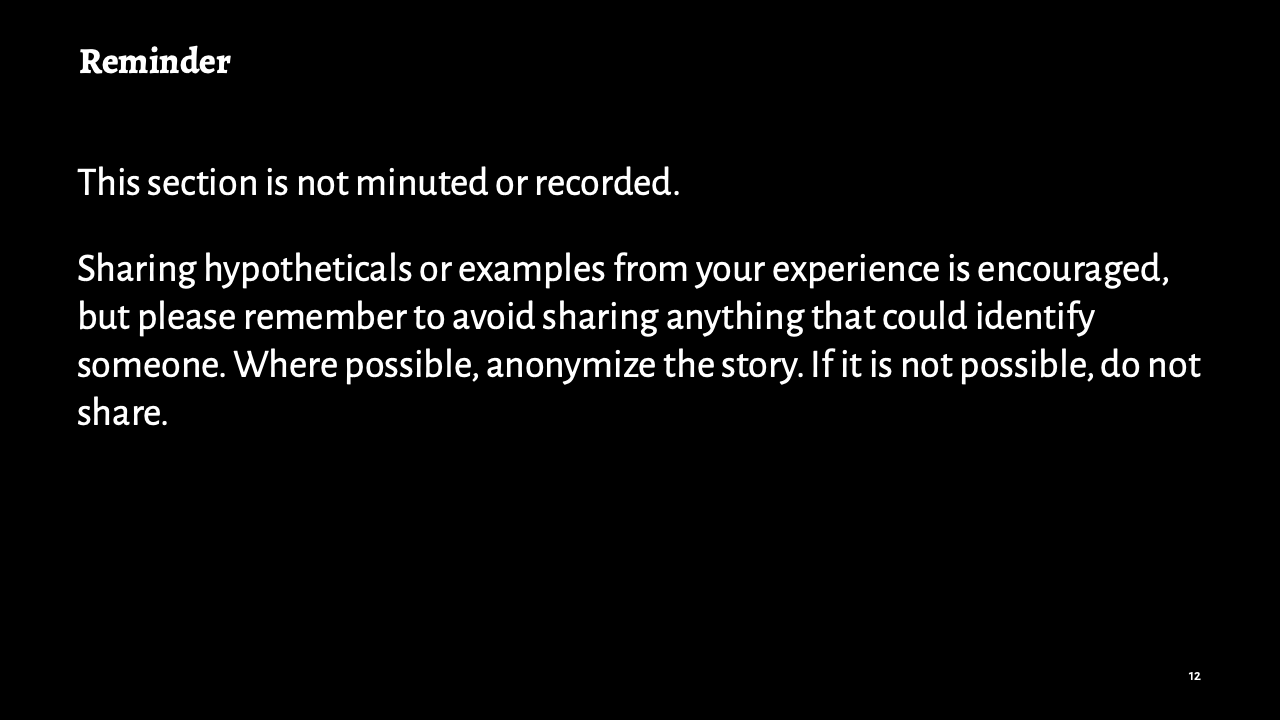 Reminder
This section is not minuted or recorded.
Sharing hypotheticals or examples from your experience is encouraged,
but please remember to avoid sharing anything that could identify
someone. Where possible, anonymize the story. If it is not possible, do not
share.
12